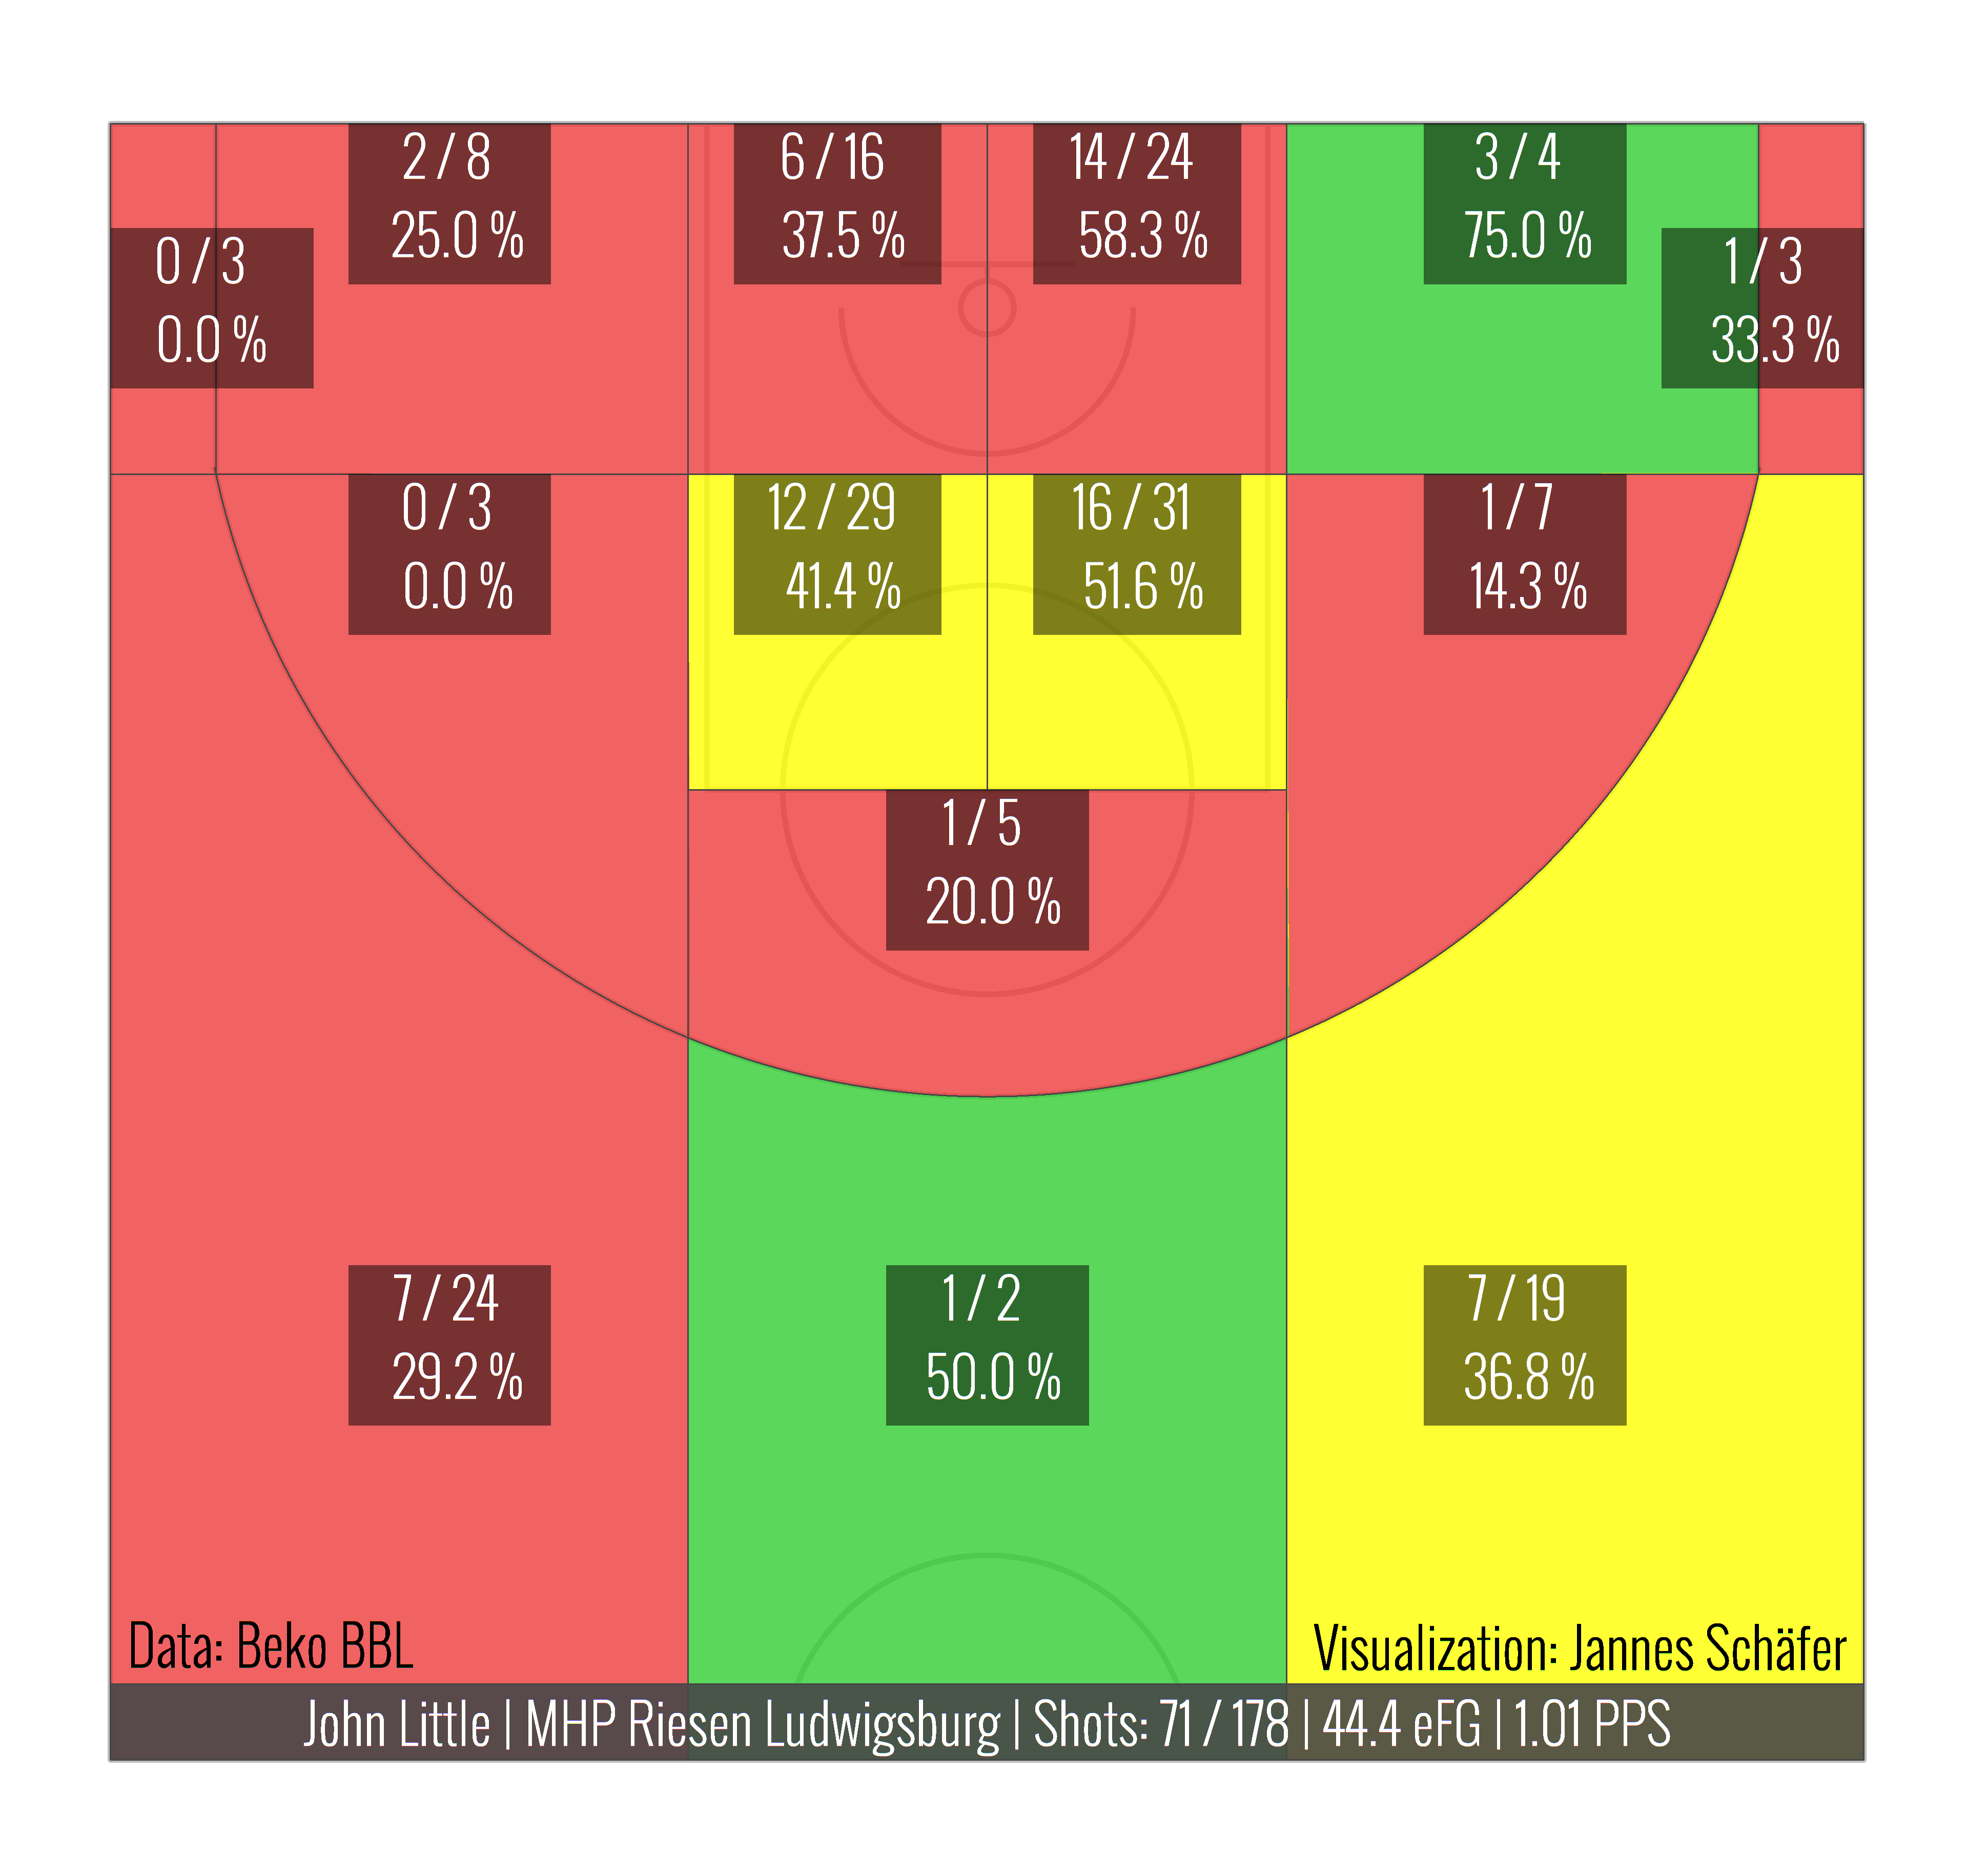 2 / 8
25.0 %
6 / 16
37.5 %
14 / 24
58.3 %
3 / 4
75.0 %
0 / 3
0.0 %
1 / 3
33.3 %
0 / 3
0.0 %
12 / 29
41.4 %
16 / 31
51.6 %
1 / 7
14.3 %
1 / 5
20.0 %
7 / 24
29.2 %
1 / 2
50.0 %
7 / 19
36.8 %
Data: Beko BBL
Visualization: Jannes Schäfer
John Little | MHP Riesen Ludwigsburg | Shots: 71 / 178 | 44.4 eFG | 1.01 PPS